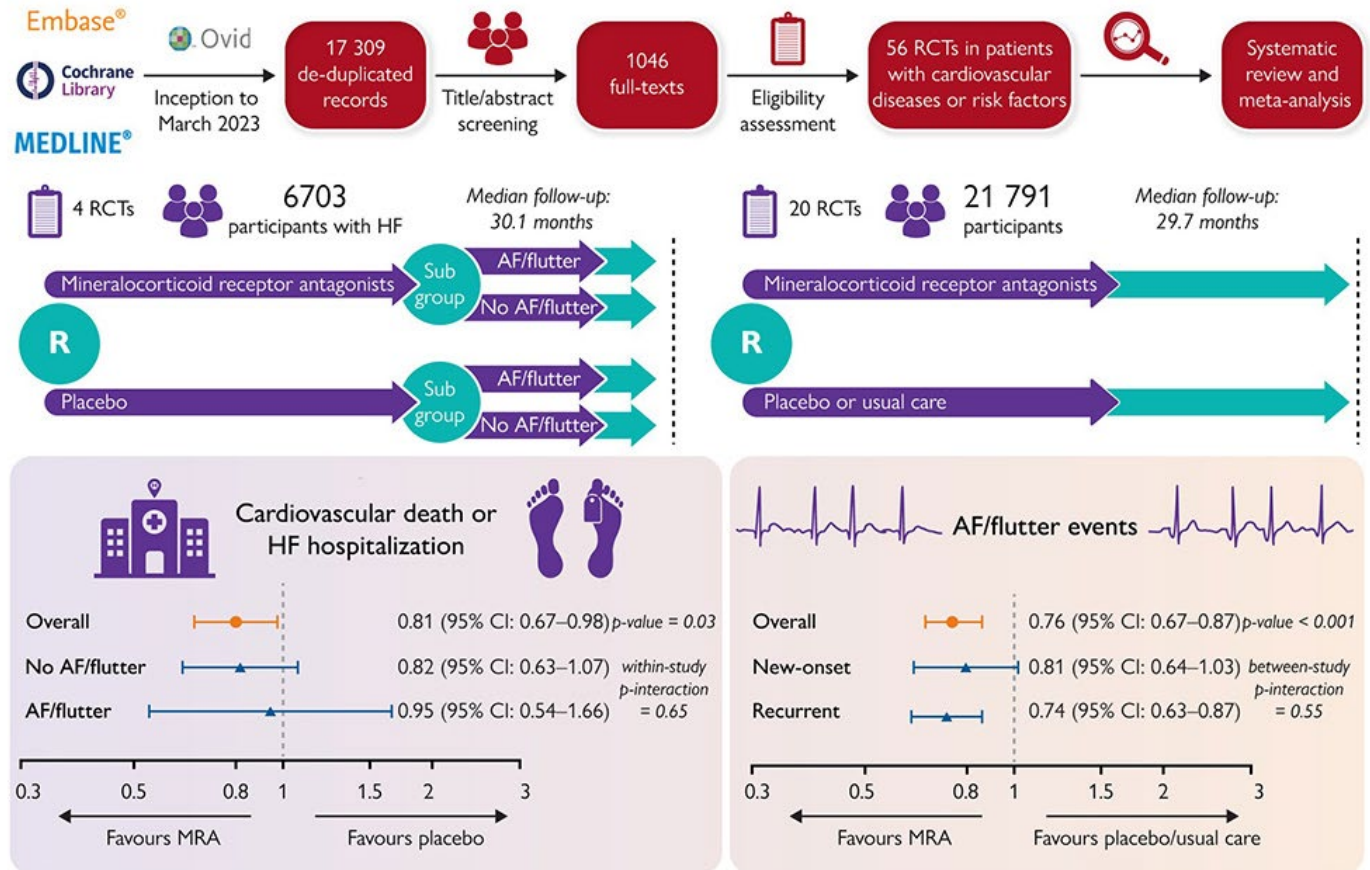 Embase®
Ovid
Cochrane
Library
MEDLINE®
Inception to
March 2023
17 309
de-duplicated
records
Title/abstract
screening
1046
full-texts
Eligibility
assessment
56 RCTs in patients
with cardiovascular
diseases or risk factors
Systematic
review and
meta-analysis
4 RCTs
6703
participants with HF
Median follow-up:
30.1 months
Mineralocorticoid receptor antagonists
Sub
group
AF/flutter
No AF/flutter
R
Placebo
Sub
group
AF/flutter
No AF/flutter
20 RCTs
21 791
participants
Median follow-up:
29.7 months
Mineralocorticoid receptor antagonists
R
Placebo or usual care
Cardiovascular death or
HF hospitalization
Overall 0.81 (95% CI: 0.67–0.98) p-value = 0.03
No AF/flutter 0.82 (95% CI: 0.63–1.07)
AF/flutter 0.95 (95% CI: 0.54–1.66)
within-study
p-interaction
= 0.65
0.3 0.5 0.8 1 1.5 2 3
Favours MRA Favours placebo
AF/flutter events
Overall 0.76 (95% CI: 0.67–0.87) p-value < 0.001
New-onset 0.81 (95% CI: 0.64–1.03)
Recurrent 0.74 (95% CI: 0.63–0.87)
between-study
p-interaction
= 0.55
0.3 0.5 0.8 1 1.5 2 3
Favours MRA Favours placebo/usual care